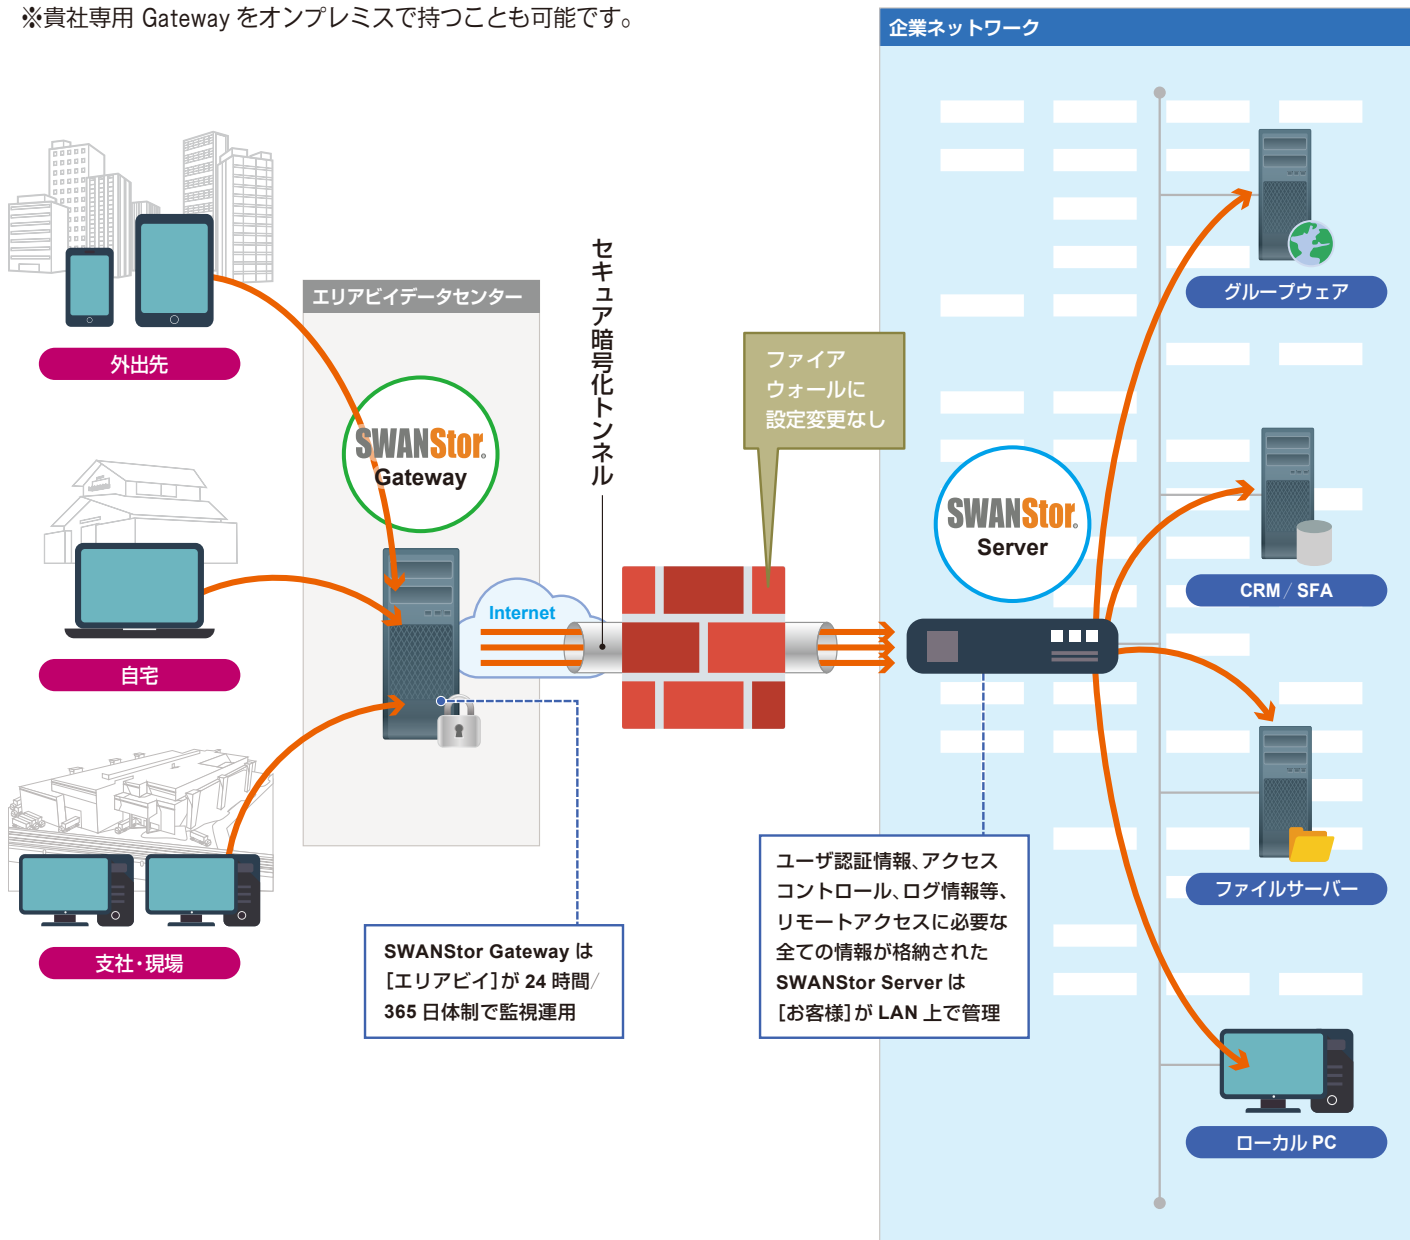 ※貴社専用 Gateway をオンプレミスで持つことも可能です。
企業ネットワーク
外出先
自宅
支社・現場
エリアビイデータセンター
SWANStor®
Gateway
Internet
セキュア暗号化トンネル
ファイア
ウォールに
設定変更なし
SWANStor®
Server
グループウェア
CRM / SFA
ファイルサーバー
ローカル PC
SWANStor Gateway は
［エリアビイ］が 24 時間/
365 日体制で監視運用
ユーザ認証情報、アクセス
コントロール、ログ情報等、
リモートアクセスに必要な
全ての情報が格納された
SWANStor Server は
［お客様］が LAN 上で管理